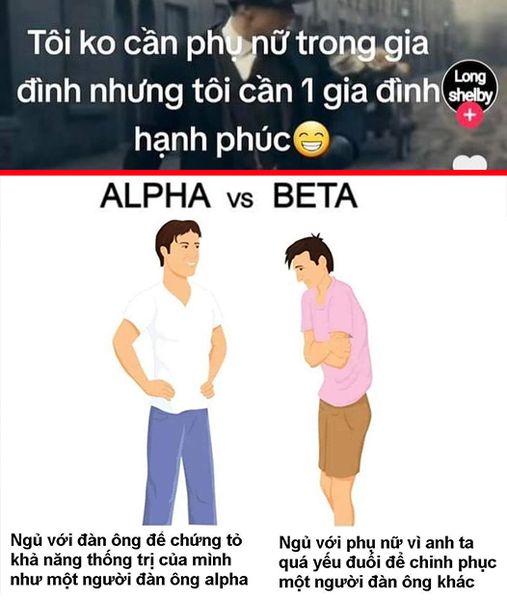 Tôi ko cần phụ nữ trong gia
đình nhưng tôi cần 1 gia đình
hạnh phúc😁
Long
shelby
ALPHA vs BETA
Ngủ với đàn ông để chứng tỏ
khả năng thống trị của mình
như một người đàn ông alpha
Ngủ với phụ nữ vì anh ta
quá yếu đuối để chinh phục
một người đàn ông khác